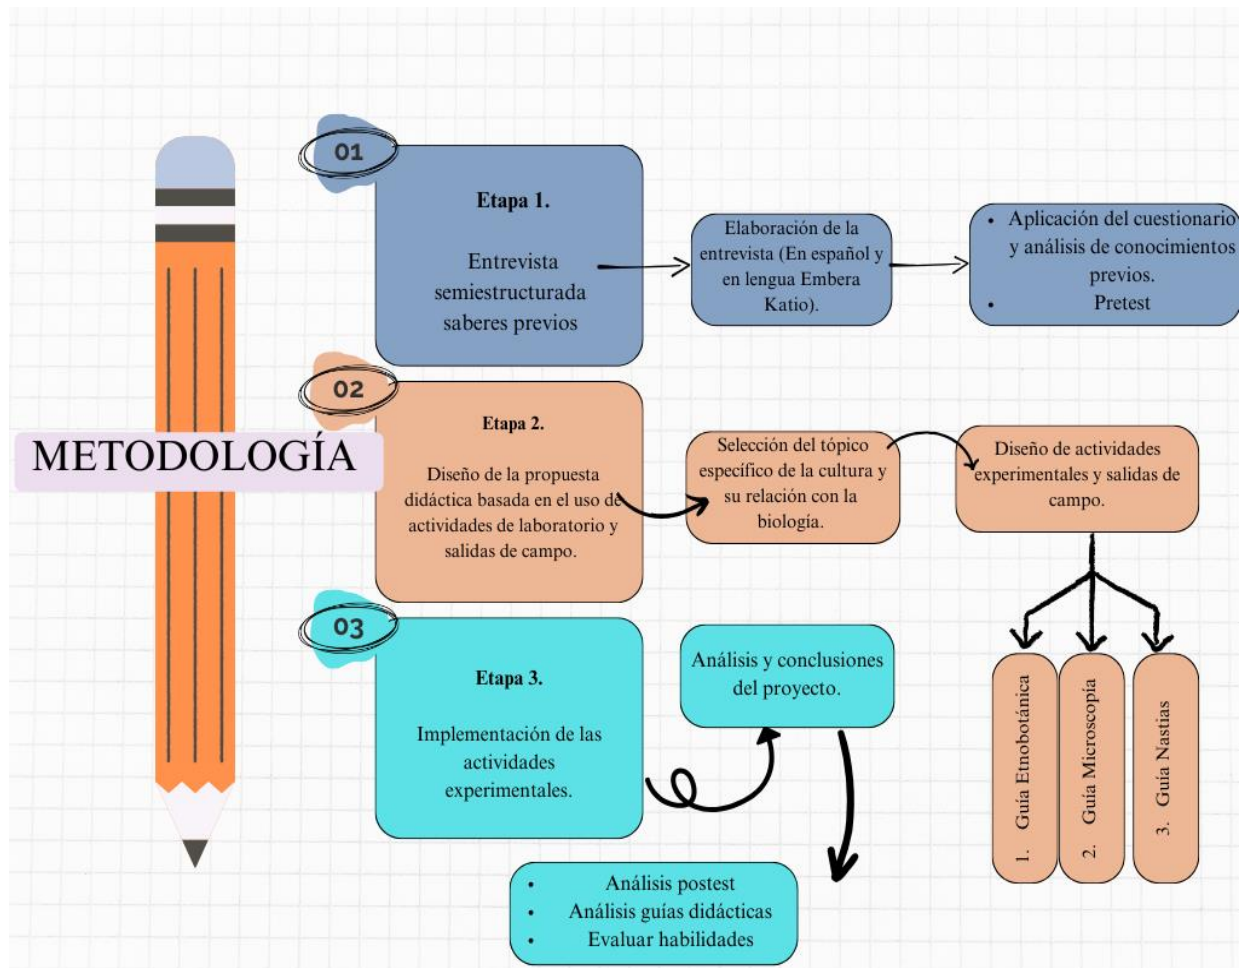 METODOLOGÍA
01
Etapa 1.
Entrevista
semiestructurada
saberes previos
Elaboración de la
entrevista (En español y
en lengua Embera
Katio).
• Aplicación del cuestionario
y análisis de conocimientos
previos.
• Pretest
02
Etapa 2.
Diseño de la propuesta
didáctica basada en el uso de
actividades de laboratorio y
salidas de campo.
Selección del tópico
específico de la cultura y
su relación con la
biología.
Diseño de actividades
experimentales y salidas de
campo.
1. Guía Etnobotánica
2. Guía Microscopía
3. Guía Nastias
03
Etapa 3.
Implementación de las
actividades
experimentales.
Análisis y conclusiones
del proyecto.
• Análisis postest
• Análisis guías didácticas
• Evaluar habilidades